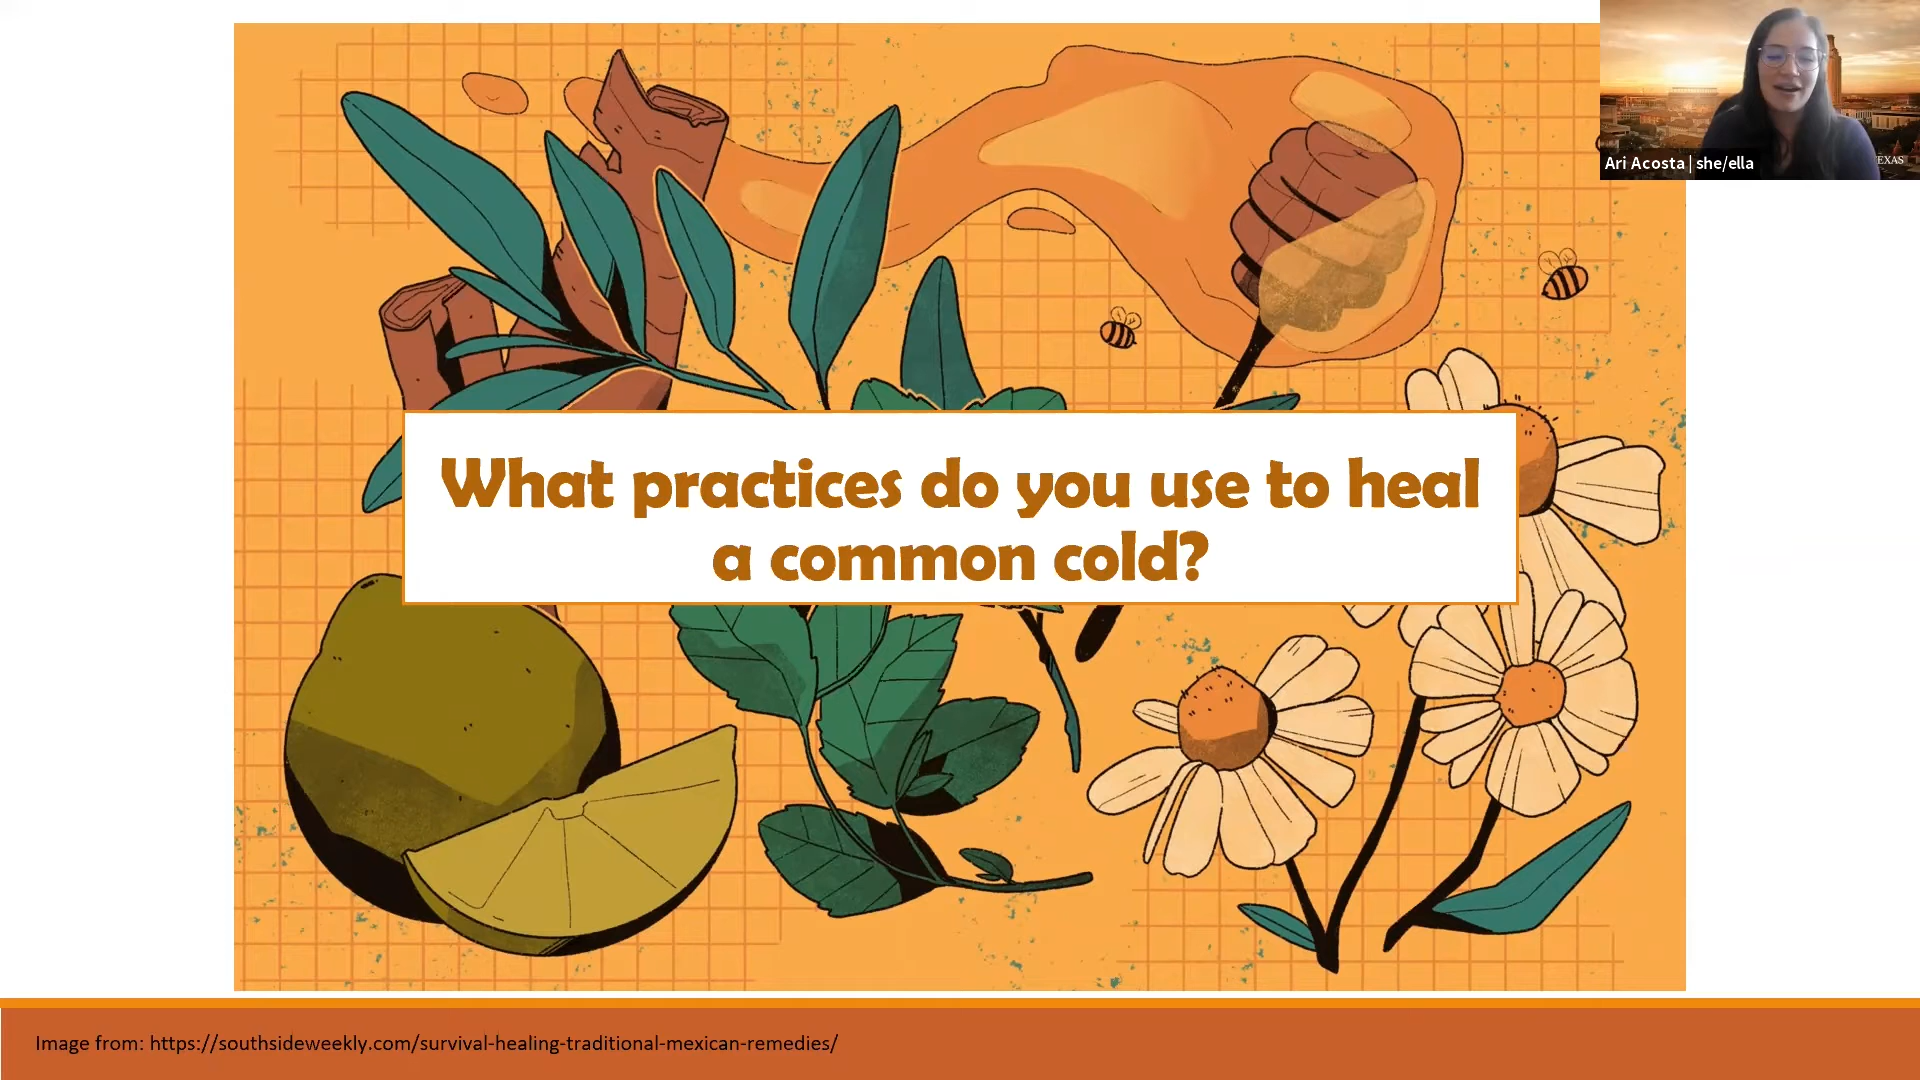 Ari Acosta | she/ella
EXAS
What practices do you use to heal
a common cold?
Image from: https://southsideweekly.com/survival-healing-traditional-mexican-remedies/